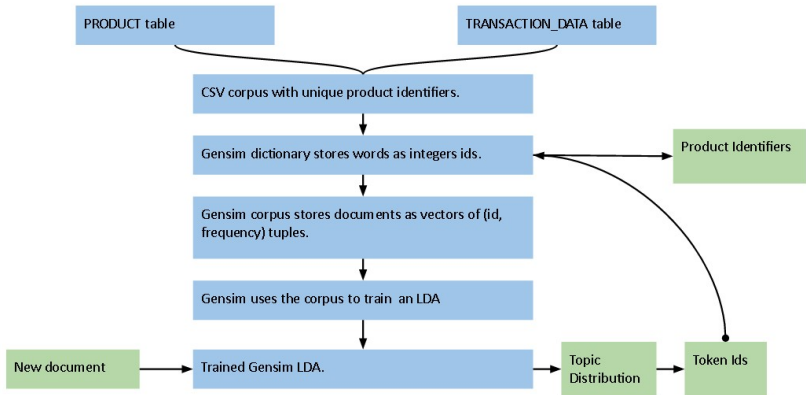 PRODUCT table
TRANSACTION_DATA table
CSV corpus with unique product identifiers.
Gensim dictionary stores words as integers ids.
Product Identifiers
Gensim corpus stores documents as vectors of (id,
frequency) tuples.
Gensim uses the corpus to train an LDA
New document
Trained Gensim LDA.
Topic
Distribution
Token Ids